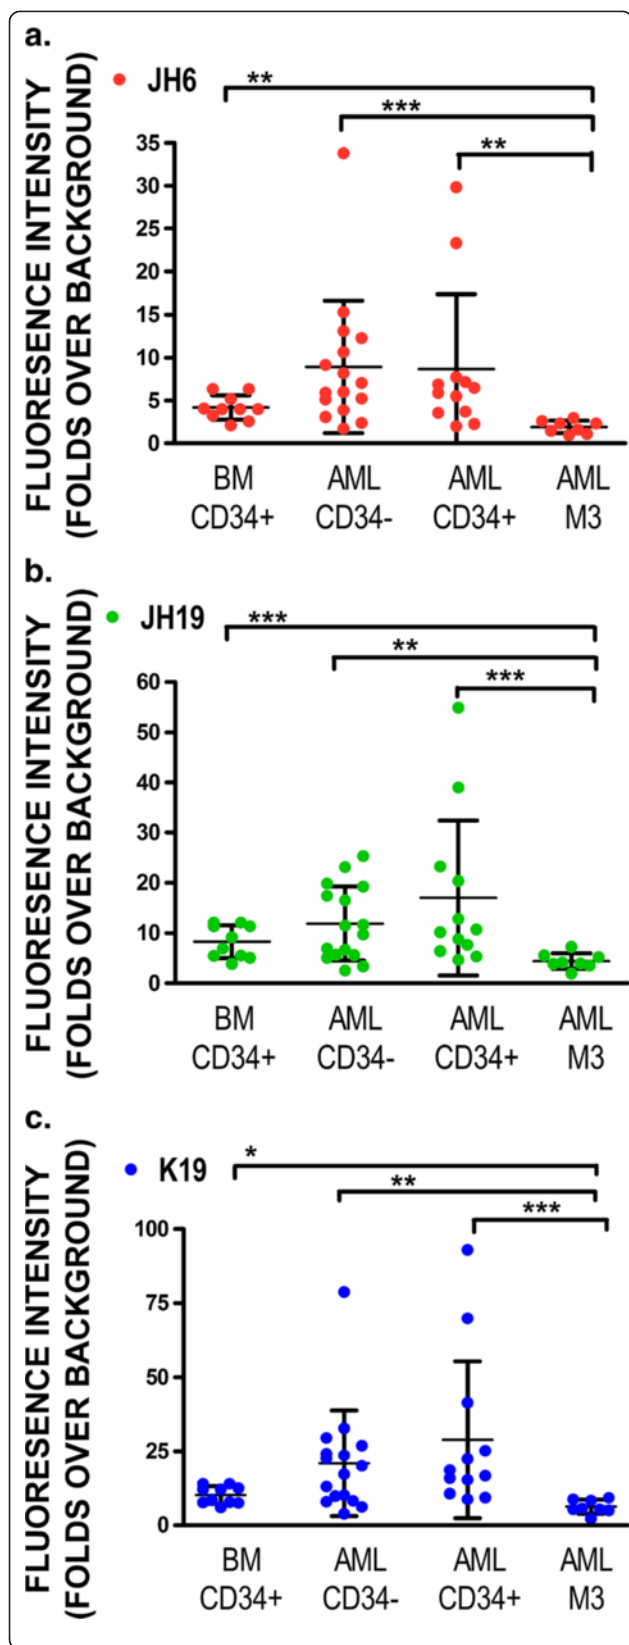 a.
JH6
**
***
**
FLUORESENCE INTENSITY
(FOLDS OVER BACKGROUND)
35
30
25
20
15
10
5
0
BM AML AML AML
CD34+ CD34- CD34+ M3
b.
JH19
***
**
***
FLUORESENCE INTENSITY
(FOLDS OVER BACKGROUND)
60
50
40
30
20
10
0
BM AML AML AML
CD34+ CD34- CD34+ M3
c.
K19
*
**
***
FLUORESENCE INTENSITY
(FOLDS OVER BACKGROUND)
100
75
50
25
0
BM AML AML AML
CD34+ CD34- CD34+ M3